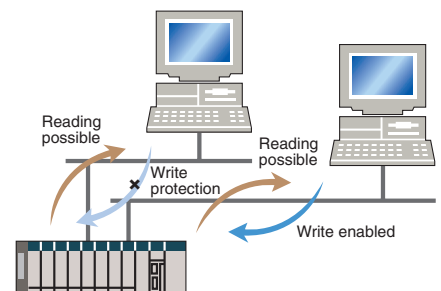 Reading
possible
Write
protection
Reading
possible
Write enabled